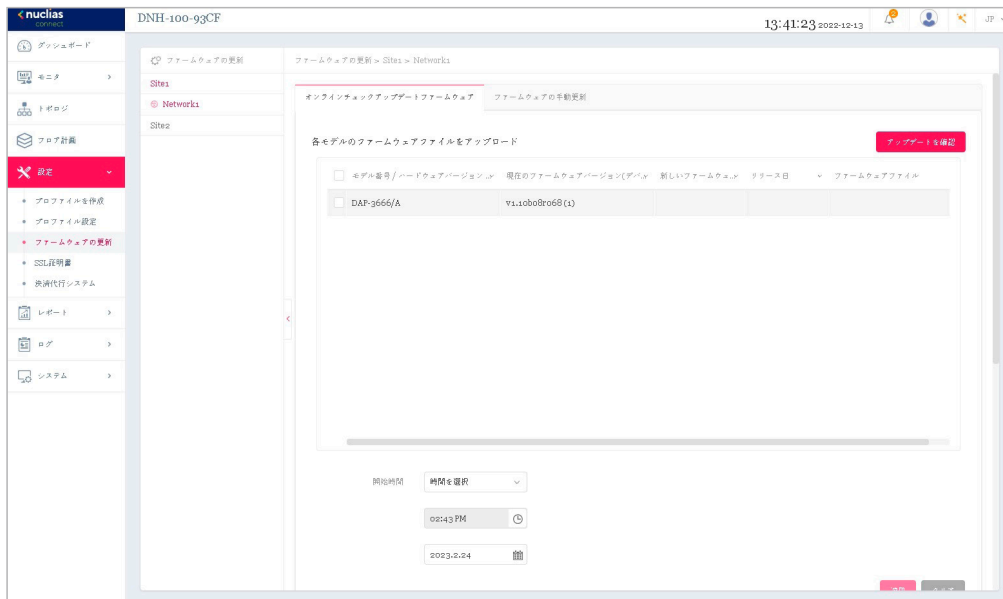 nuclias
connect
DNH-100-93CF
13:41:23 2022-12-13
2
JP
ダッシュボード
モニタ
トポロジ
フロア計画
設定
プロファイルを作成
プロファイル設定
ファームウェアの更新
SSL証明書
決済代行システム
レポート
ログ
システム
ファームウェアの更新
Site1
Network1
Site2
ファームウェアの更新 > Site1 > Network1
オンラインチェックアップデートファームウェア
ファームウェアの手動更新
各モデルのファームウェアファイルをアップロード
アップデートを確認
モデル番号 / ハードウェアバージョン ... 現在のファームウェアバージョン(デバ... 新しいファームウェ... リリース日 ファームウェアファイル
DAP-3666/A v1.10b08r068 (1)
開始時間
時間を選択
02:43 PM
2023.2.24